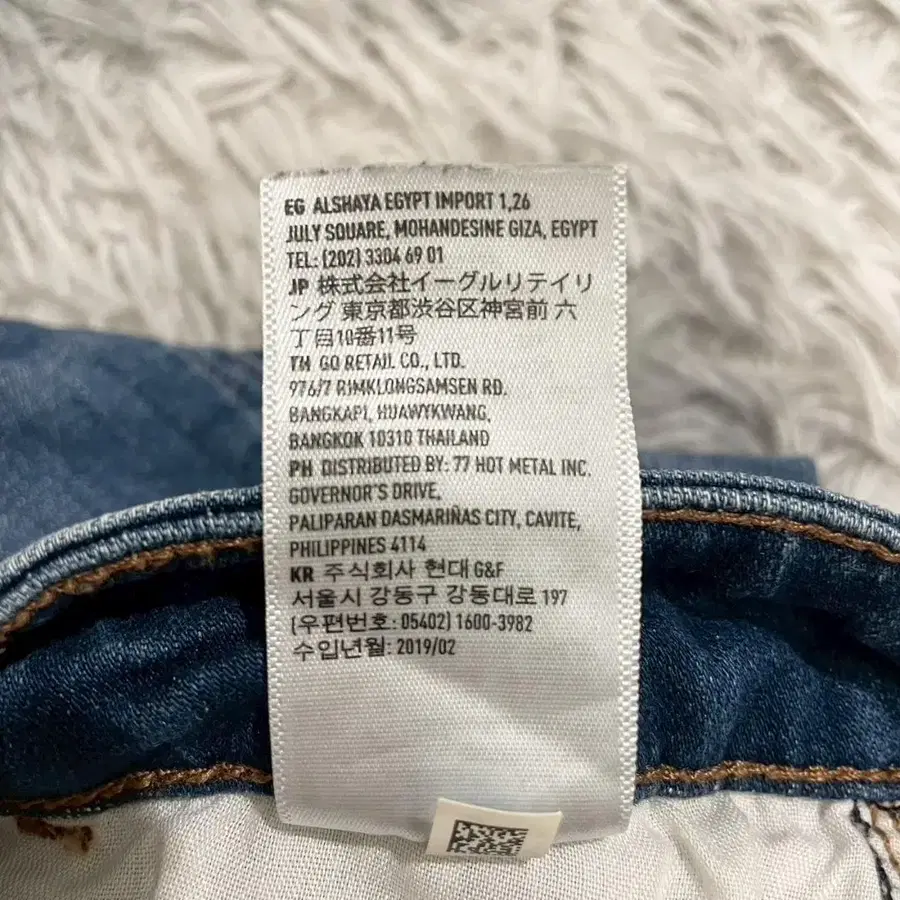 EG ALSHAYA EGYPT IMPORT 1,26
JULY SQUARE, MOHANDESINE GIZA, EGYPT
TEL: (202) 3304 69 01
JP 株式会社イーグルリテイリ
ング 東京都渋谷区神宮前 六
丁目10番11号
TH GO RETAIL CO., LTD.
976/7 RIMKLONGSAMSEN RD.
BANGKAPI, HUAWYKWANG,
BANGKOK 10310 THAILAND
PH DISTRIBUTED BY: 77 HOT METAL INC.
GOVERNOR'S DRIVE,
PALIPARAN DASMARIÑAS CITY, CAVITE,
PHILIPPINES 4114
KR 주식회사 현대 G&F
서울시 강동구 강동대로 197
(우편번호: 05402) 1600-3982
수입년월: 2019/02